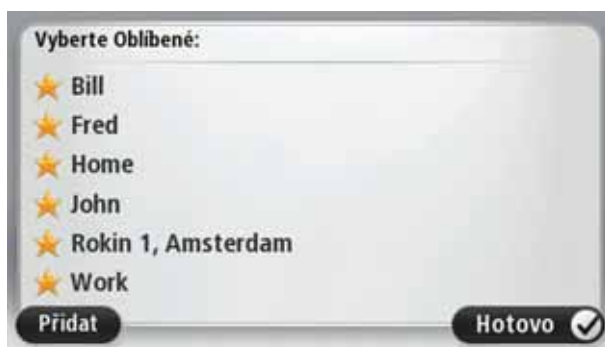 Vyberte Oblíbené:
Bill
Fred
Home
John
Rokin 1, Amsterdam
Work
Přidat
Hotovo